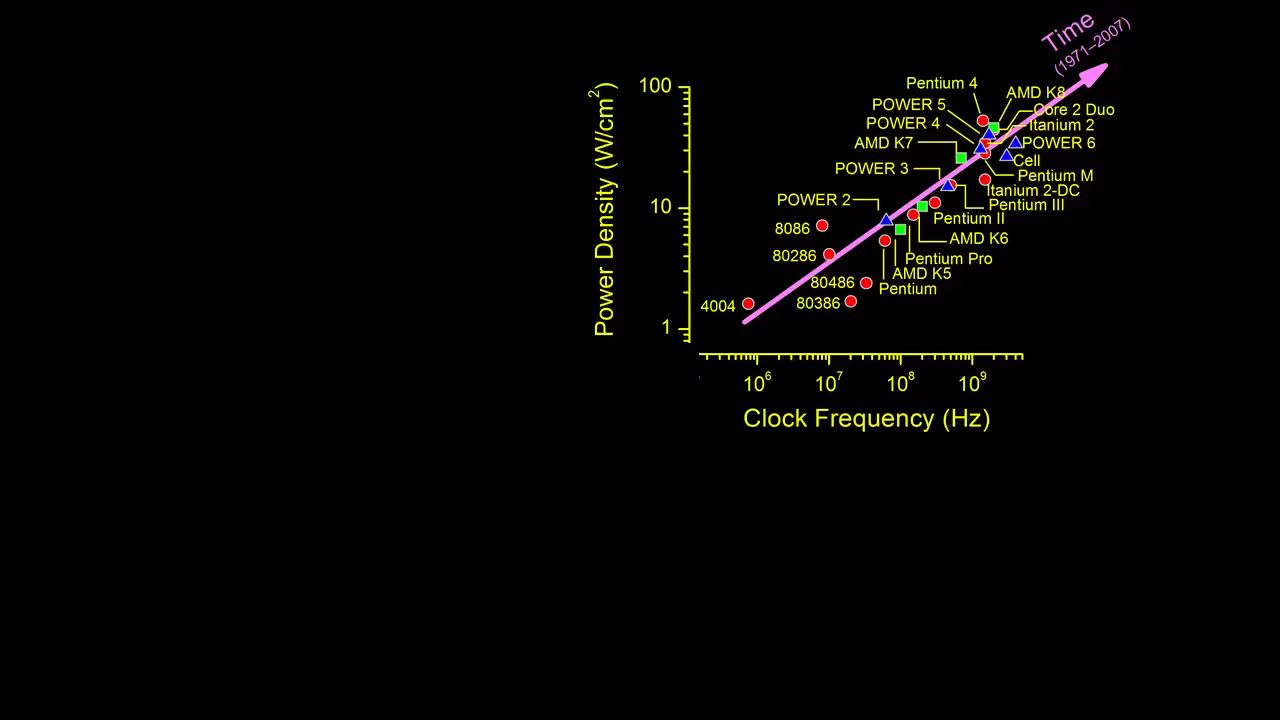 Time
(1971–2007)
Pentium 4
100
AMD K8
POWER 5
Core 2 Duo
POWER 4
Itanium 2
AMD K7
POWER 6
Cell
POWER 3
Pentium M
Itanium 2-DC
POWER 2
Pentium III
10
Pentium II
8086
AMD K6
80286
Pentium Pro
AMD K5
80486
Pentium
80386
4004
1
Power Density (W/cm²)
10⁶ 10⁷ 10⁸ 10⁹
Clock Frequency (Hz)